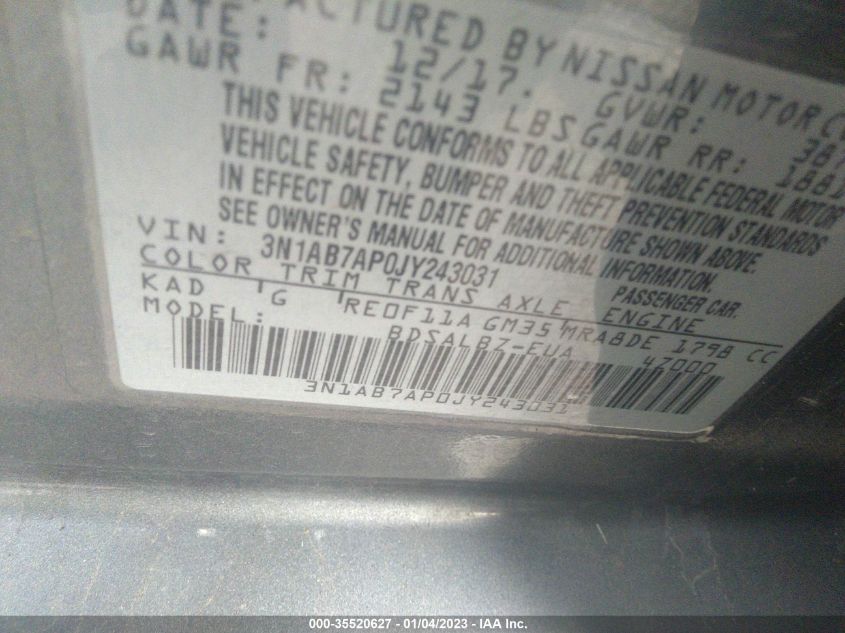 ACTURED BY NISSAN MOTOR CO
DATE: 12/17. GVWR: 38
GAWR FR: 2143 LBS GAWR RR: 1881
THIS VEHICLE CONFORMS TO ALL APPLICABLE FEDERAL MOTOR
VEHICLE SAFETY, BUMPER AND THEFT PREVENTION STANDARDS
IN EFFECT ON THE DATE OF MANUFACTURE SHOWN ABOVE.
SEE OWNER'S MANUAL FOR ADDITIONAL INFORMATION.
VIN: 3N1AB7AP0JY243031 PASSENGER CAR.
COLOR TRIM TRANS AXLE ENGINE
KAD G RE0F11A GM35 MRA8DE 1798 CC
MODEL: BDSALBZ-EUA 47000
3N1AB7AP0JY243031
000-35520627 - 01/04/2023 - IAA Inc.